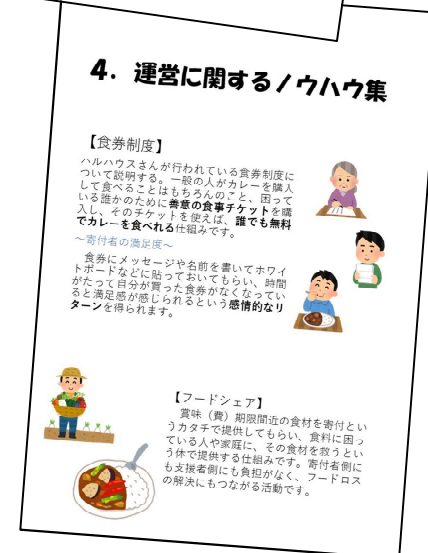 4. 運営に関するノウハウ集
【食券制度】
ハルハウスさんが行われている食券制度に
ついて説明する。一般の人がカレーを購入
して食べることはもちろんのこと、困って
いる誰かのために善意の食事チケットを購
入し、そのチケットを使えば、誰でも無料
でカレーを食べれる仕組みです。
～寄付者の満足度～
食券にメッセージや名前を書いてホワイ
トボードなどに貼っておいてもらい、時間
がたって自分が買った食券がなくなってい
ると満足感が感じられるという感情的なリ
ターンを得られます。
【フードシェア】
賞味（費）期限間近の食材を寄付とい
うカタチで提供してもらい、食料に困っ
ている人や家庭に、その食材を救うとい
う休で提供する仕組みです。寄付者側に
も支援者側にも負担がなく、フードロス
の解決にもつながる活動です。